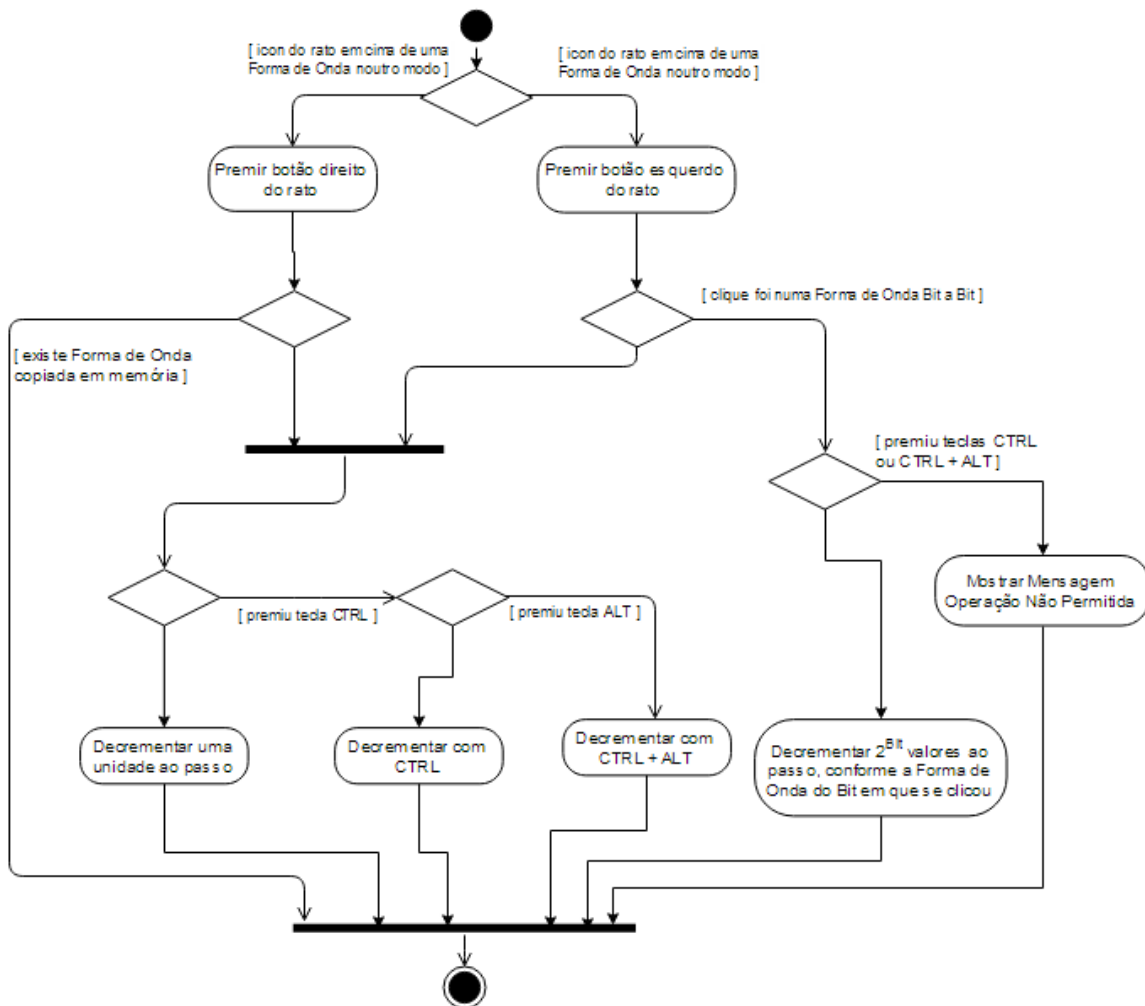 [ icon do rato em cima de uma
Forma de Onda noutro modo ]
[ icon do rato em cima de uma
Forma de Onda noutro modo ]
Premir botão direito
do rato
Premir botão esquerdo
do rato
[ clique foi numa Forma de Onda Bit a Bit ]
[ existe Forma de Onda
copiada em memória ]
[ premiu teclas CTRL
ou CTRL + ALT ]
Mostrar Mensagem
Operação Não Permitida
[ premiu tecla CTRL ]
[ premiu tecla ALT ]
Decrementar uma
unidade ao passo
Decrementar com
CTRL
Decrementar com
CTRL + ALT
Decrementar 2^Bit valores ao
passo, conforme a Forma de
Onda do Bit em que se clicou